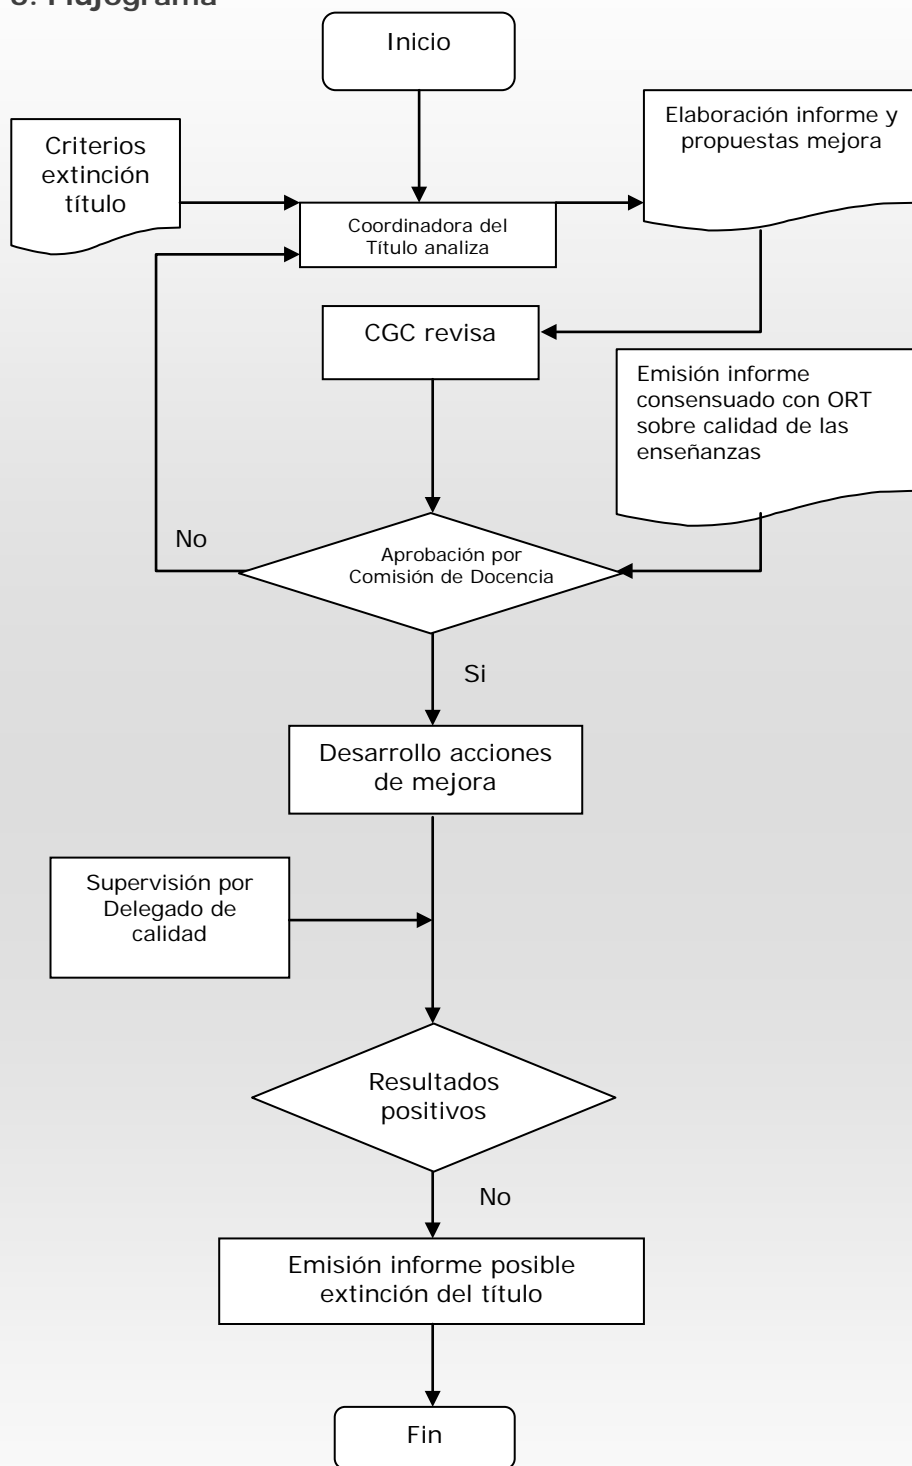 Flujograma
Inicio
Elaboración informe y
propuestas mejora
Criterios
extinción
título
Coordinadora del
Título analiza
CGC revisa
Emisión informe
consensuado con ORT
sobre calidad de las
enseñanzas
No
Aprobación por
Comisión de Docencia
Si
Desarrollo acciones
de mejora
Supervisión por
Delegado de
calidad
Resultados
positivos
No
Emisión informe posible
extinción del título
Fin